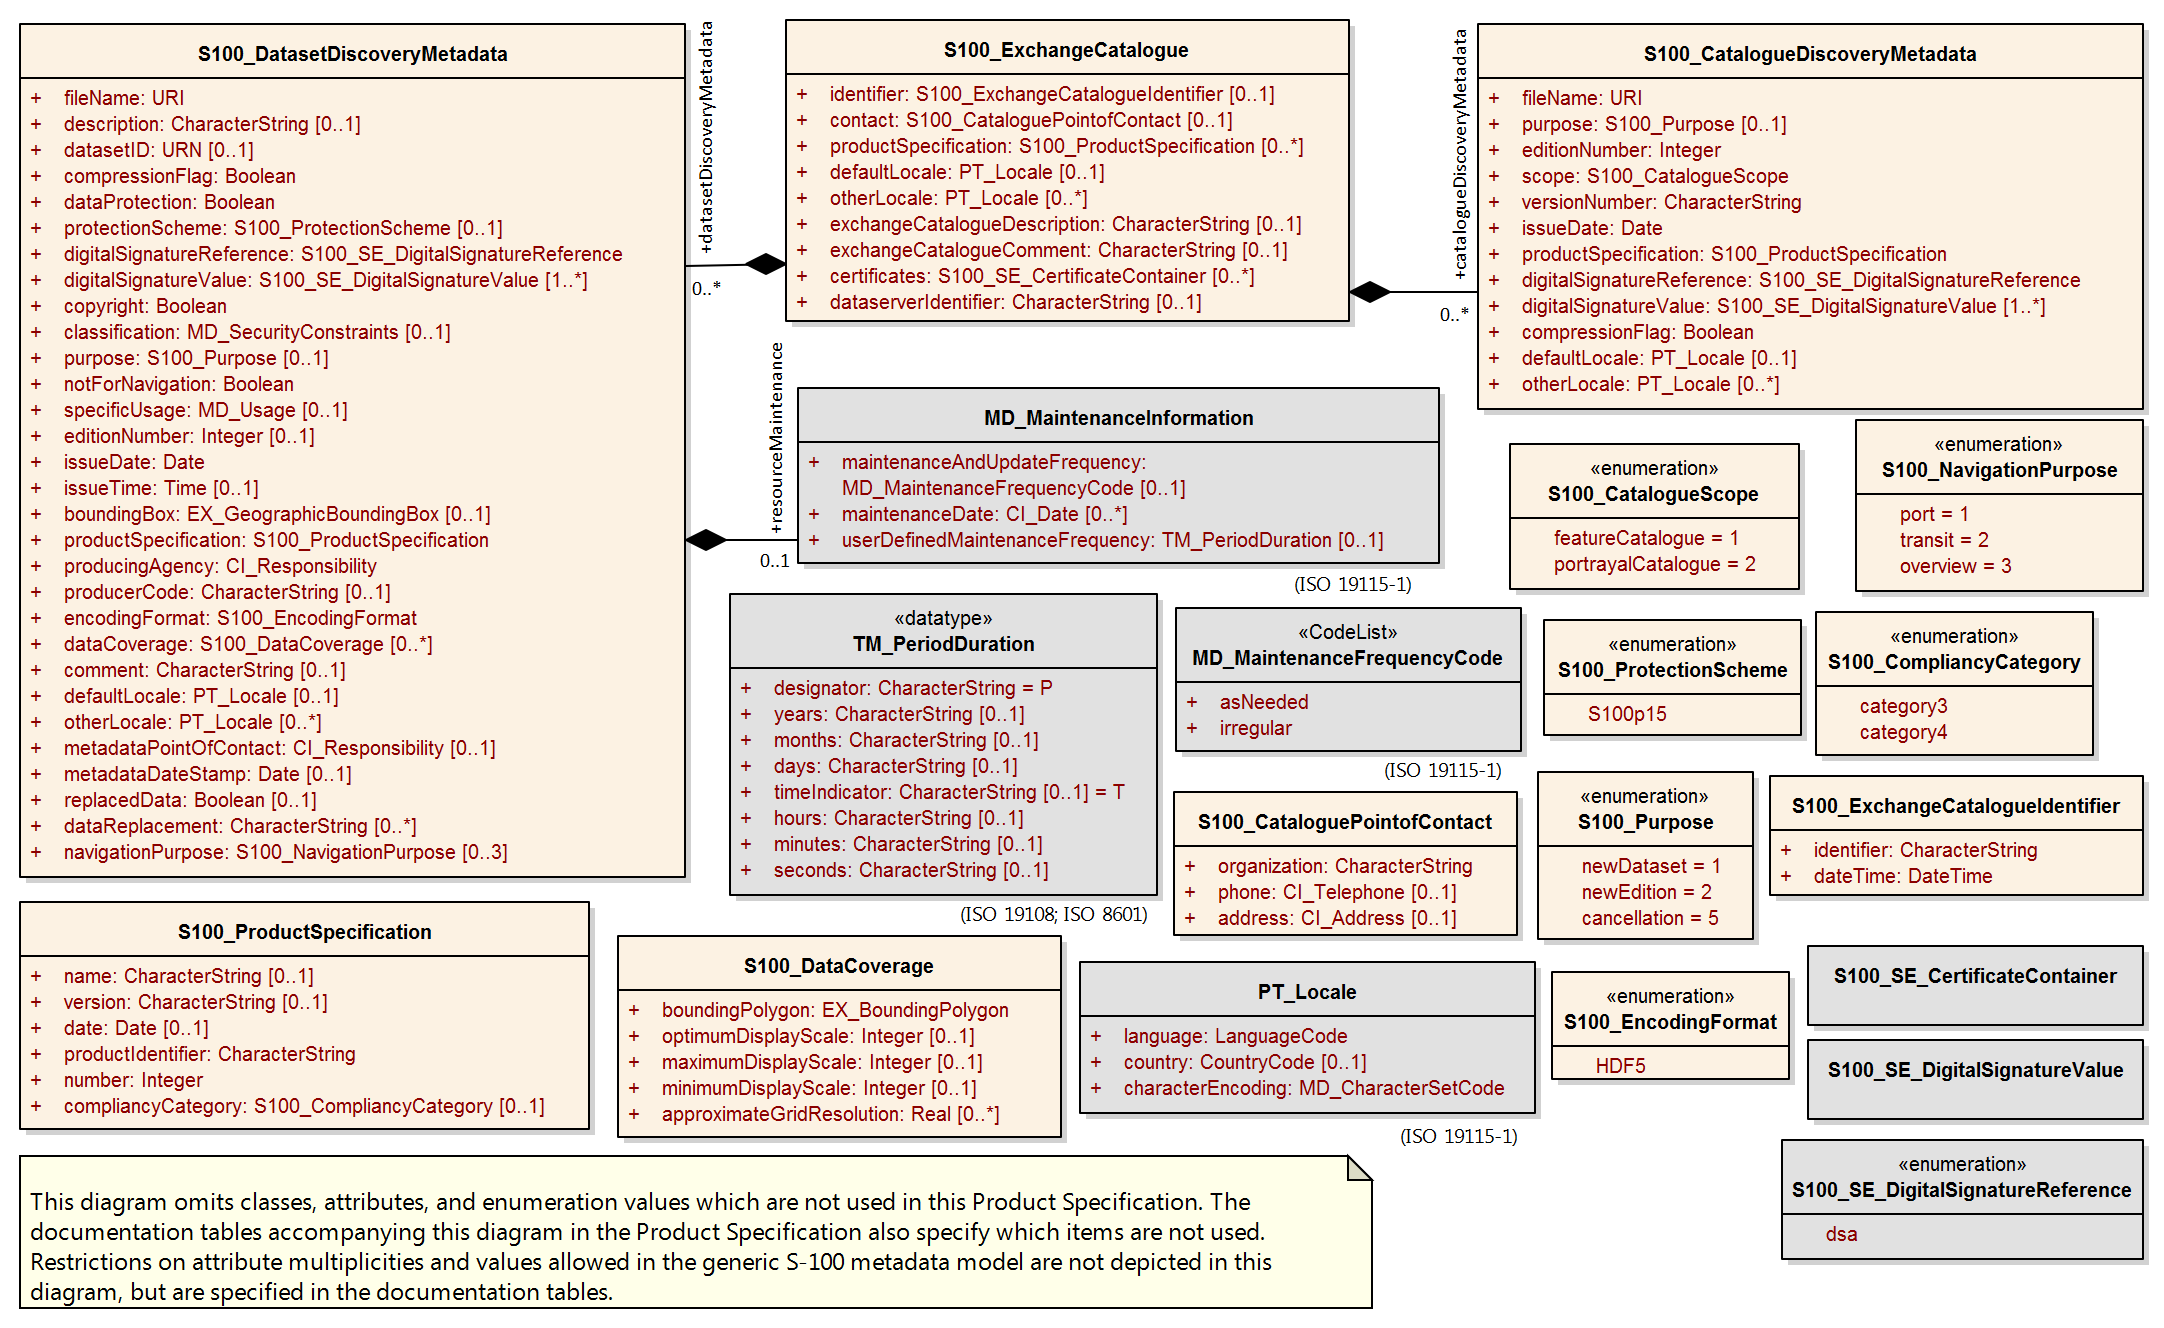 S100_DatasetDiscoveryMetadata
+ fileName: URI
+ description: CharacterString [0..1]
+ datasetID: URN [0..1]
+ compressionFlag: Boolean
+ dataProtection: Boolean
+ protectionScheme: S100_ProtectionScheme [0..1]
+ digitalSignatureReference: S100_SE_DigitalSignatureReference
+ digitalSignatureValue: S100_SE_DigitalSignatureValue [1..*]
+ copyright: Boolean
+ classification: MD_SecurityConstraints [0..1]
+ purpose: S100_Purpose [0..1]
+ notForNavigation: Boolean
+ specificUsage: MD_Usage [0..1]
+ editionNumber: Integer [0..1]
+ issueDate: Date
+ issueTime: Time [0..1]
+ boundingBox: EX_GeographicBoundingBox [0..1]
+ productSpecification: S100_ProductSpecification
+ producingAgency: CI_Responsibility
+ producerCode: CharacterString [0..1]
+ encodingFormat: S100_EncodingFormat
+ dataCoverage: S100_DataCoverage [0..*]
+ comment: CharacterString [0..1]
+ defaultLocale: PT_Locale [0..1]
+ otherLocale: PT_Locale [0..*]
+ metadataPointOfContact: CI_Responsibility [0..1]
+ metadataDateStamp: Date [0..1]
+ replacedData: Boolean [0..1]
+ dataReplacement: CharacterString [0..*]
+ navigationPurpose: S100_NavigationPurpose [0..3]
+datasetDiscoveryMetadata
0..*
S100_ExchangeCatalogue
+ identifier: S100_ExchangeCatalogueIdentifier [0..1]
+ contact: S100_CataloguePointofContact [0..1]
+ productSpecification: S100_ProductSpecification [0..*]
+ defaultLocale: PT_Locale [0..1]
+ otherLocale: PT_Locale [0..*]
+ exchangeCatalogueDescription: CharacterString [0..1]
+ exchangeCatalogueComment: CharacterString [0..1]
+ certificates: S100_SE_CertificateContainer [0..*]
+ dataserverIdentifier: CharacterString [0..1]
+catalogueDiscoveryMetadata
0..*
S100_CatalogueDiscoveryMetadata
+ fileName: URI
+ purpose: S100_Purpose [0..1]
+ editionNumber: Integer
+ scope: S100_CatalogueScope
+ versionNumber: CharacterString
+ issueDate: Date
+ productSpecification: S100_ProductSpecification
+ digitalSignatureReference: S100_SE_DigitalSignatureReference
+ digitalSignatureValue: S100_SE_DigitalSignatureValue [1..*]
+ compressionFlag: Boolean
+ defaultLocale: PT_Locale [0..1]
+ otherLocale: PT_Locale [0..*]
+resourceMaintenance
0..1
MD_MaintenanceInformation
+ maintenanceAndUpdateFrequency:
MD_MaintenanceFrequencyCode [0..1]
+ maintenanceDate: CI_Date [0..*]
+ userDefinedMaintenanceFrequency: TM_PeriodDuration [0..1]
(ISO 19115-1)
«enumeration»
S100_CatalogueScope
featureCatalogue = 1
portrayalCatalogue = 2
«enumeration»
S100_NavigationPurpose
port = 1
transit = 2
overview = 3
«datatype»
TM_PeriodDuration
+ designator: CharacterString = P
+ years: CharacterString [0..1]
+ months: CharacterString [0..1]
+ days: CharacterString [0..1]
+ timeIndicator: CharacterString [0..1] = T
+ hours: CharacterString [0..1]
+ minutes: CharacterString [0..1]
+ seconds: CharacterString [0..1]
(ISO 19108; ISO 8601)
«CodeList»
MD_MaintenanceFrequencyCode
+ asNeeded
+ irregular
(ISO 19115-1)
«enumeration»
S100_ProtectionScheme
S100p15
«enumeration»
S100_CompliancyCategory
category3
category4
S100_CataloguePointofContact
+ organization: CharacterString
+ phone: CI_Telephone [0..1]
+ address: CI_Address [0..1]
«enumeration»
S100_Purpose
newDataset = 1
newEdition = 2
cancellation = 5
S100_ExchangeCatalogueIdentifier
+ identifier: CharacterString
+ dateTime: DateTime
S100_ProductSpecification
+ name: CharacterString [0..1]
+ version: CharacterString [0..1]
+ date: Date [0..1]
+ productIdentifier: CharacterString
+ number: Integer
+ compliancyCategory: S100_CompliancyCategory [0..1]
S100_DataCoverage
+ boundingPolygon: EX_BoundingPolygon
+ optimumDisplayScale: Integer [0..1]
+ maximumDisplayScale: Integer [0..1]
+ minimumDisplayScale: Integer [0..1]
+ approximateGridResolution: Real [0..*]
PT_Locale
+ language: LanguageCode
+ country: CountryCode [0..1]
+ characterEncoding: MD_CharacterSetCode
(ISO 19115-1)
«enumeration»
S100_EncodingFormat
HDF5
S100_SE_CertificateContainer
S100_SE_DigitalSignatureValue
«enumeration»
S100_SE_DigitalSignatureReference
dsa
This diagram omits classes, attributes, and enumeration values which are not used in this Product Specification. The
documentation tables accompanying this diagram in the Product Specification also specify which items are not used.
Restrictions on attribute multiplicities and values allowed in the generic S-100 metadata model are not depicted in this
diagram, but are specified in the documentation tables.